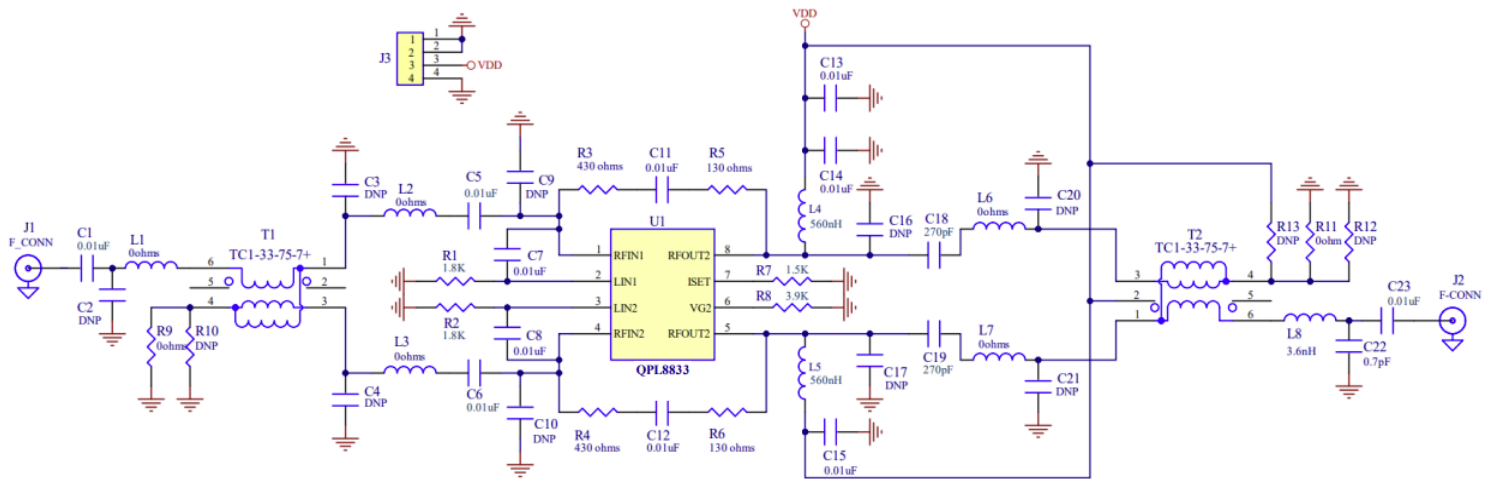 VDD
J3
1
2
3
4
1
2
3
4
VDD
C13
0.01uF
C14
0.01uF
C3
DNP
L2
0ohms
C5
0.01uF
C9
DNP
R3
430 ohms
C11
0.01uF
R5
130 ohms
L4
560nH
C16
DNP
C18
270pF
L6
0ohms
C20
DNP
J1
F_CONN
C1
0.01uF
L1
0ohms
C2
DNP
T1
TC1-33-75-7+
6
5
4
1
2
3
R9
0ohms
R10
DNP
R1
1.8K
R2
1.8K
C7
0.01uF
C8
0.01uF
U1
1
2
3
4
RFIN1
LIN1
LIN2
RFIN2
RFOUT2
ISET
VG2
RFOUT2
8
7
6
5
QPL8833
R7
1.5K
R8
3.9K
R13
DNP
R11
0ohm
R12
DNP
T2
TC1-33-75-7+
3
2
1
4
5
6
L8
3.6nH
C23
0.01uF
C22
0.7pF
J2
F-CONN
L3
0ohms
C4
DNP
C6
0.01uF
C10
DNP
R4
430 ohms
C12
0.01uF
R6
130 ohms
L5
560nH
C17
DNP
C19
270pF
L7
0ohms
C21
DNP
C15
0.01uF